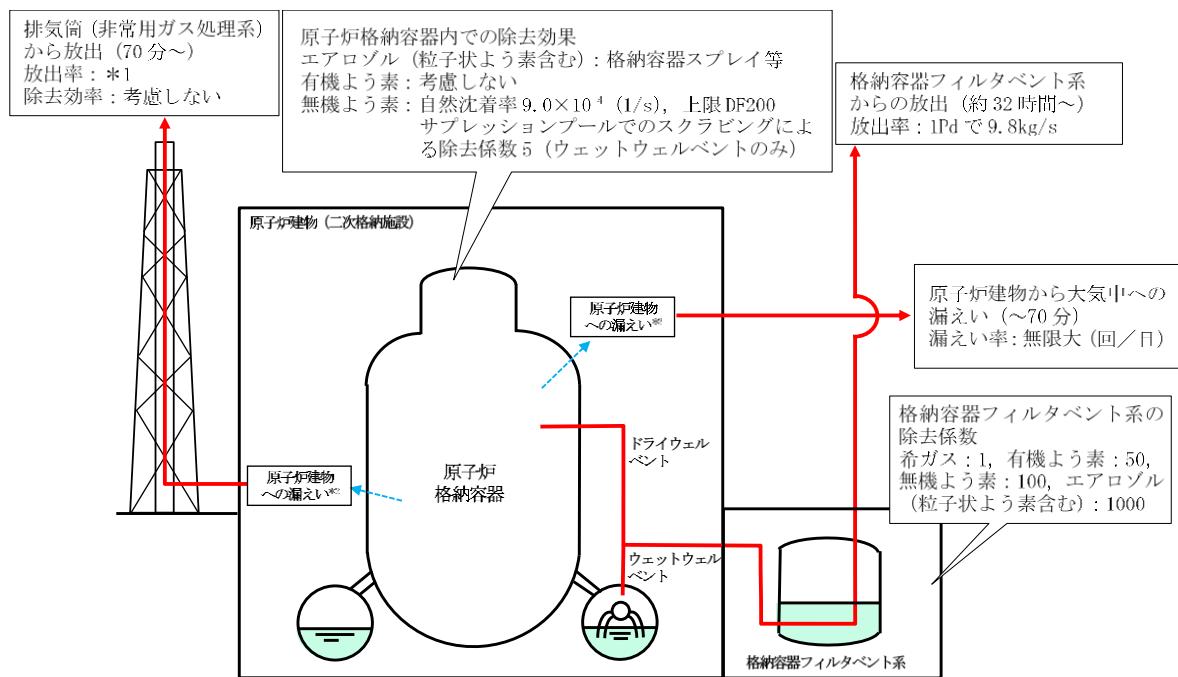 排気筒（非常用ガス処理系）
から放出（70 分～）
放出率：＊1
除去効率：考慮しない
原子炉格納容器内での除去効果
エアロゾル（粒子状よう素含む）：格納容器スプレイ等
有機よう素：考慮しない
無機よう素：自然沈着率 9.0×10⁻⁴（1/s），上限 DF200
サプレッションプールでのスクラビングによ
る除去係数 5（ウェットウェルベントのみ）
格納容器フィルタベント系
からの放出（約 32 時間～）
放出率：1Pd で 9.8kg/s
原子炉建物（二次格納施設）
原子炉建物
への漏えい※2
原子炉建物から大気中への
漏えい（～70 分）
漏えい率：無限大（回／日）
格納容器フィルタベント系の
除去係数
希ガス：1，有機よう素：50，
無機よう素：100，エアロゾル
（粒子状よう素含む）：1000
ドライウェル
ベント
原子炉
格納容器
原子炉建物
への漏えい※2
ウェットウェル
ベント
格納容器フィルタベント系